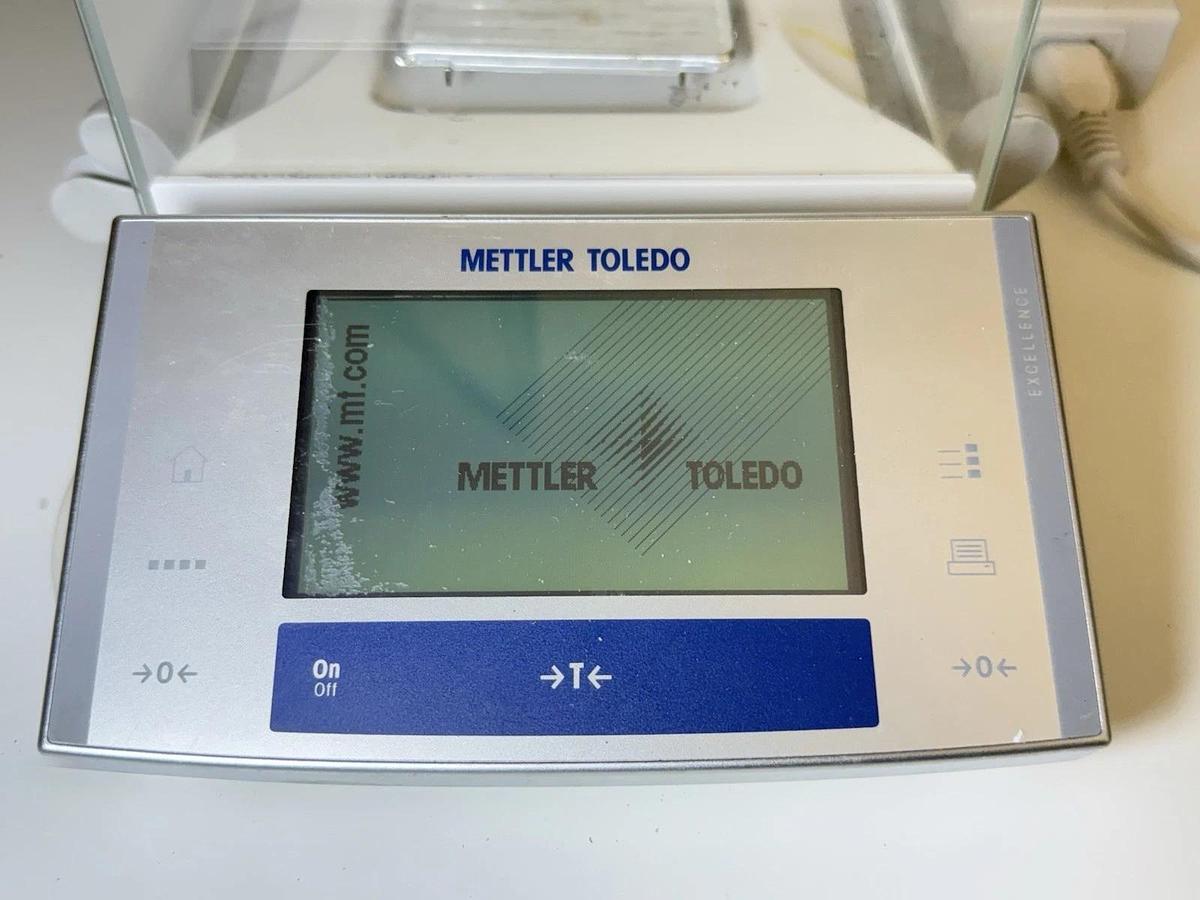 METTLER TOLEDO
EXCELLENCE
www.mt.com
METTLER TOLEDO
→0←
On
Off
→T←
→0←